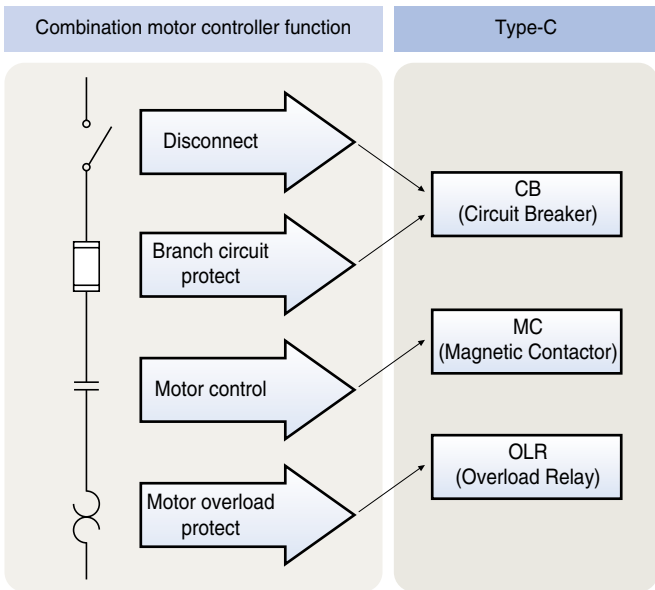 Combination motor controller function
Type-C
Disconnect
Branch circuit
protect
Motor control
Motor overload
protect
CB
(Circuit Breaker)
MC
(Magnetic Contactor)
OLR
(Overload Relay)